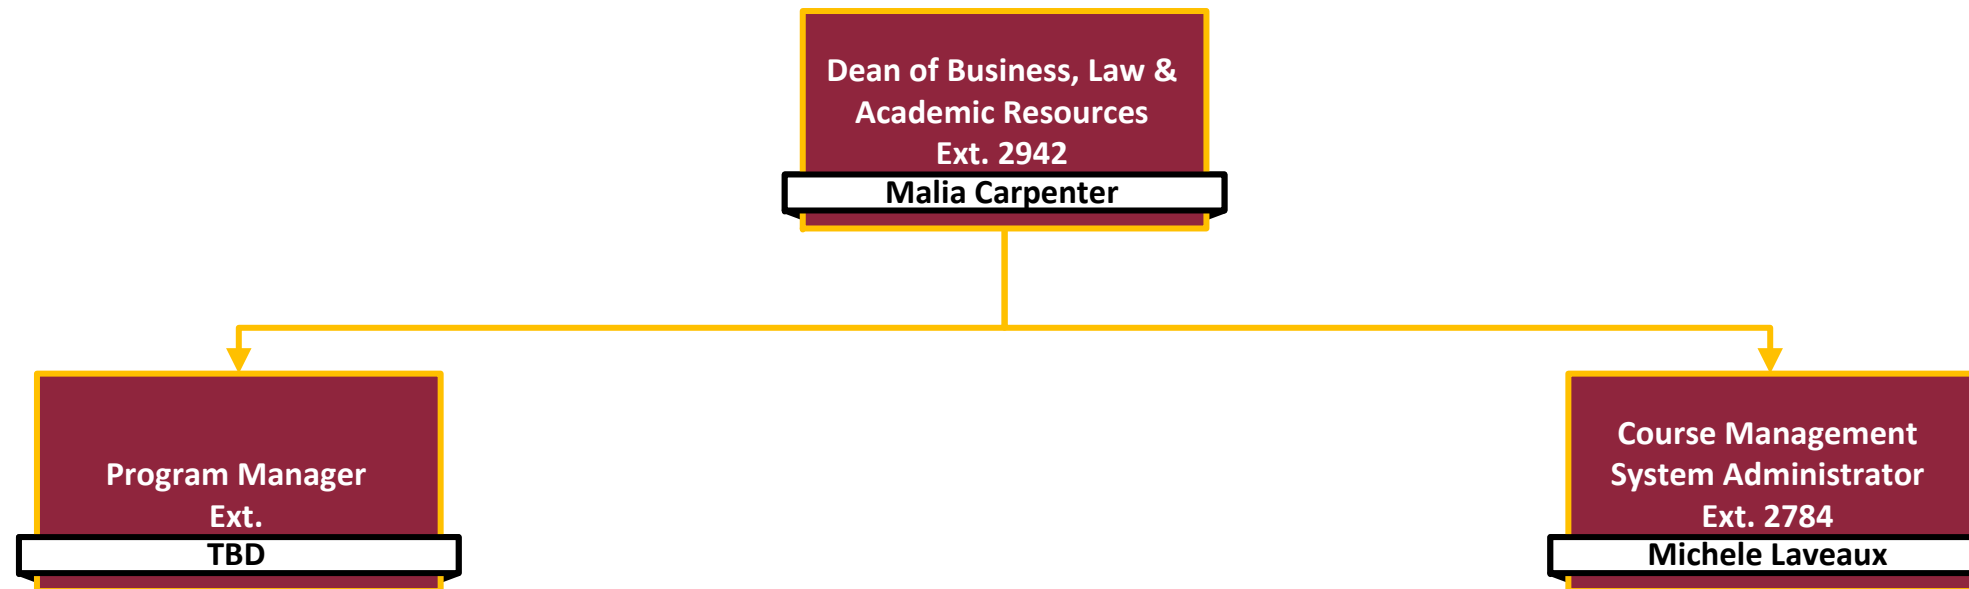 Dean of Business, Law &
Academic Resources
Ext. 2942
Malia Carpenter
Program Manager
Ext.
TBD
Course Management
System Administrator
Ext. 2784
Michele Laveaux